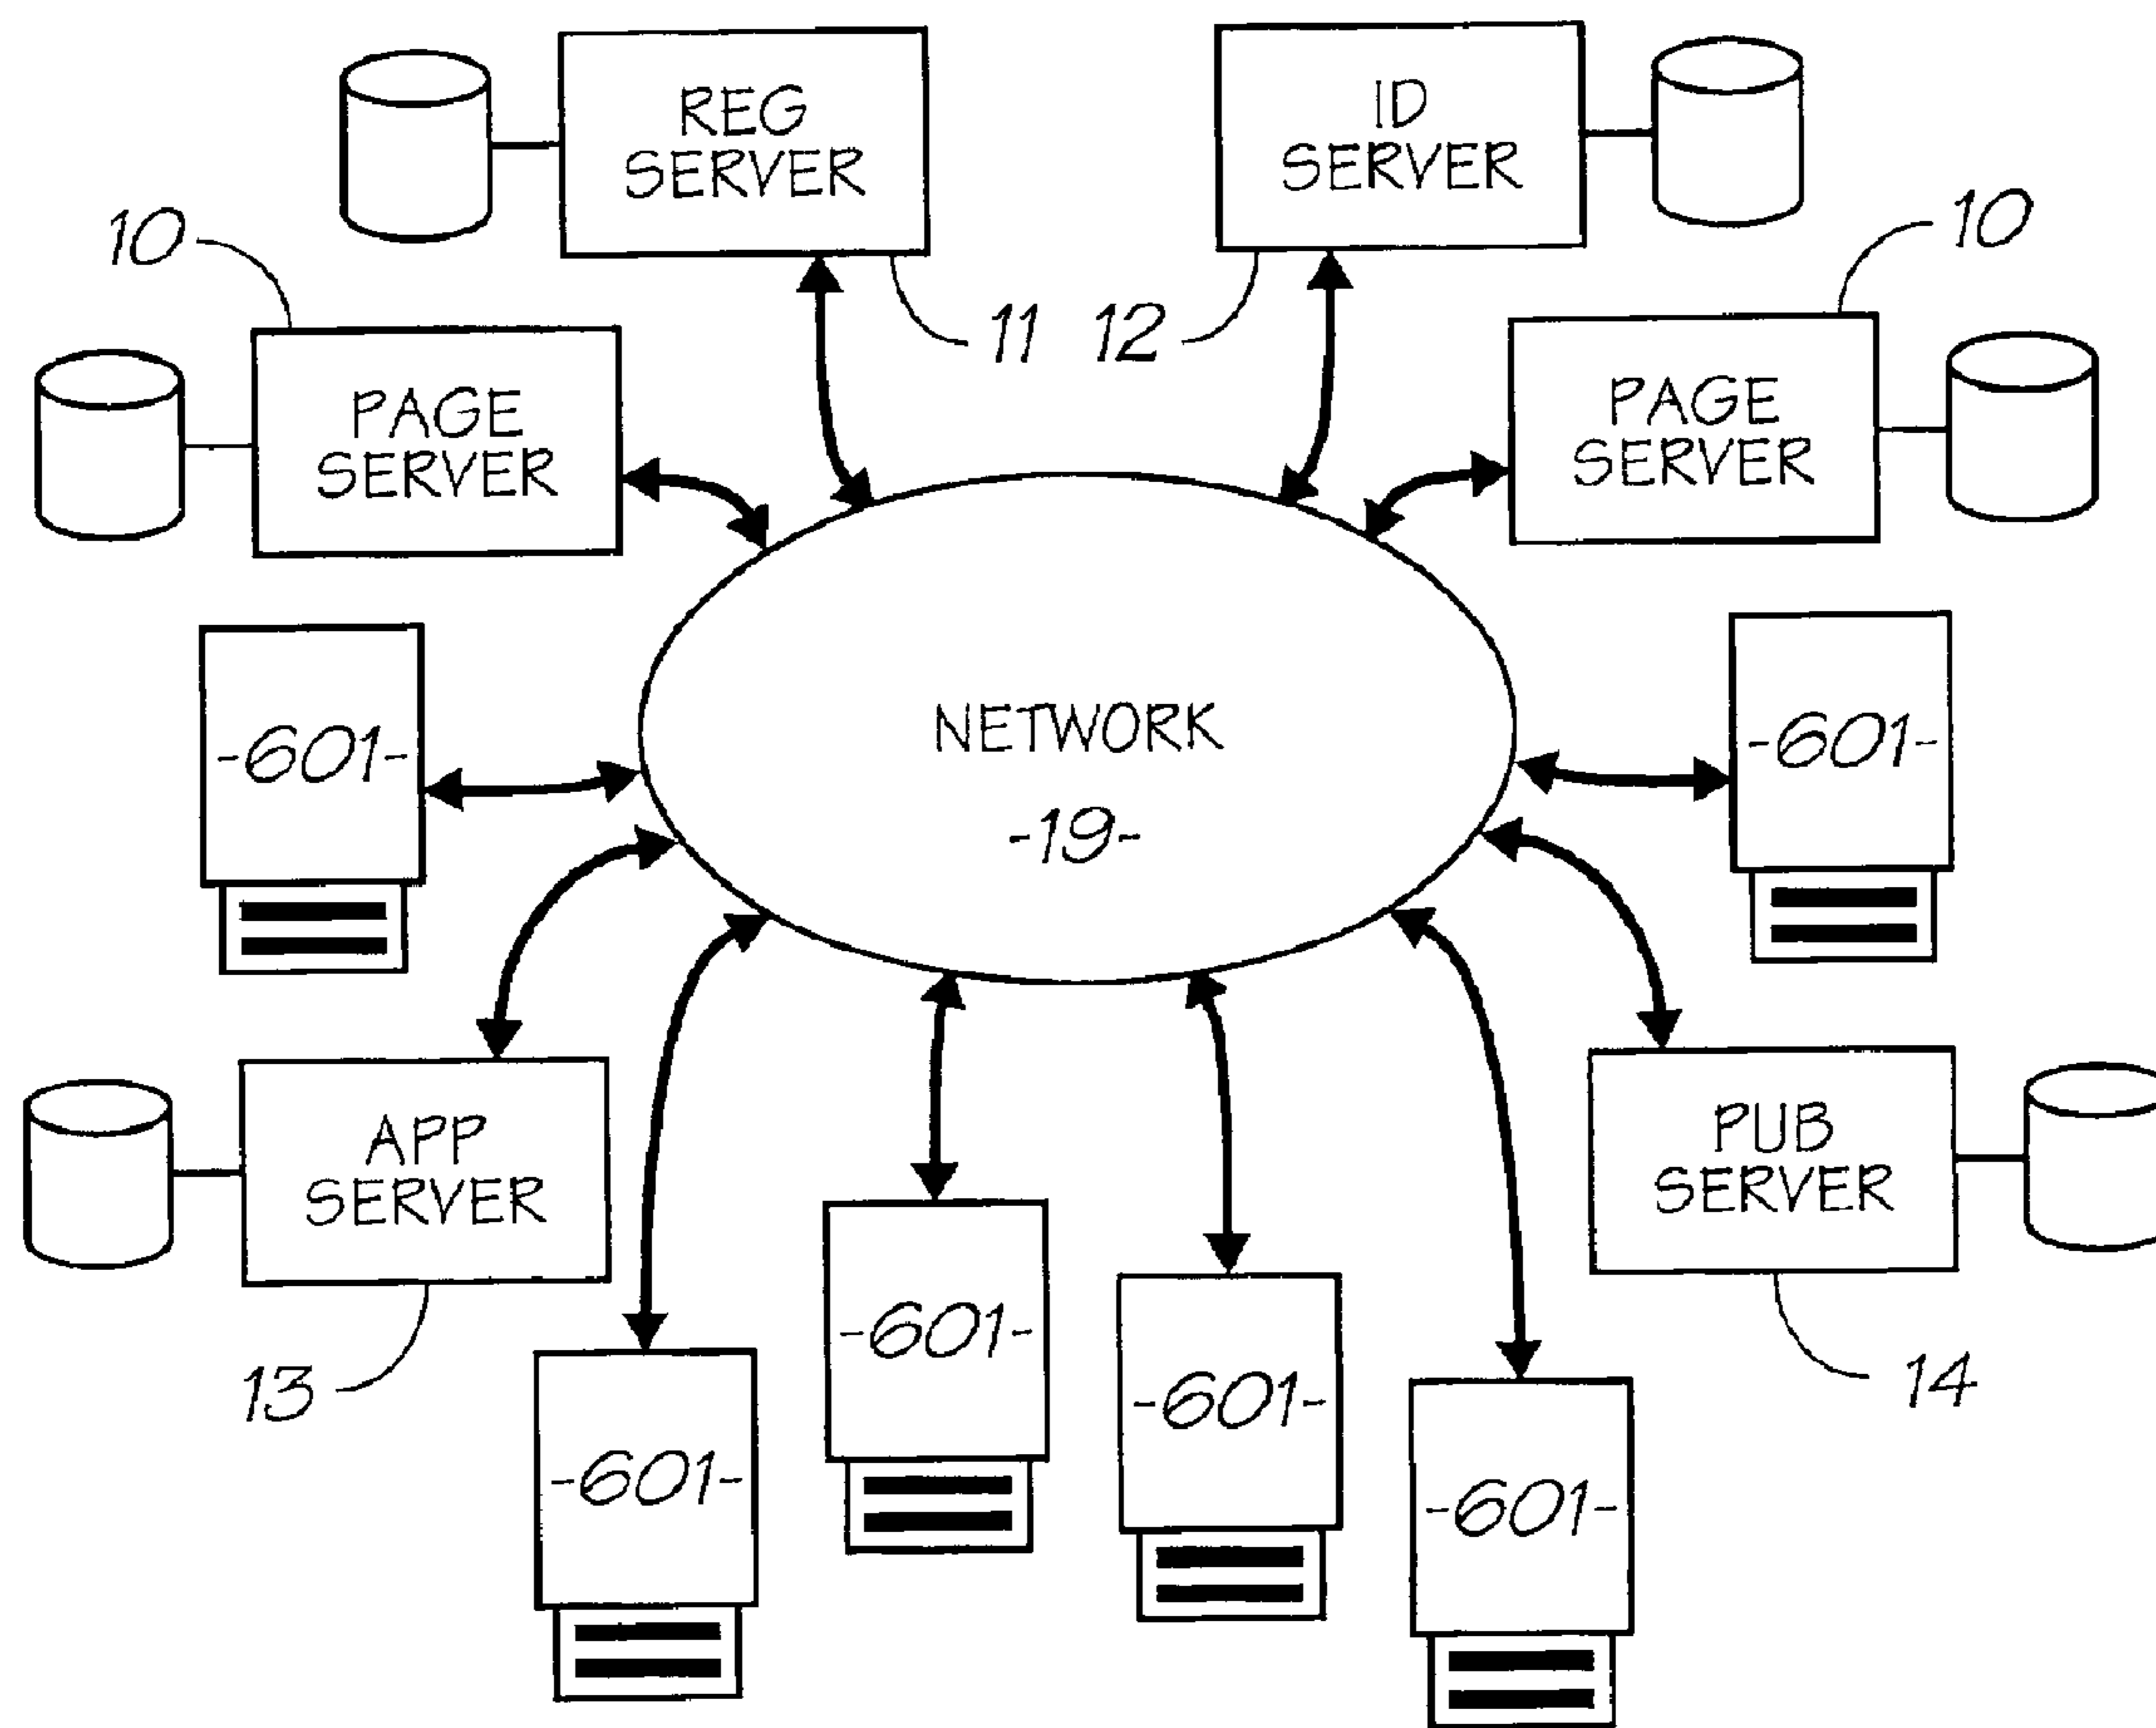 REG
SERVER
ID
SERVER
10
10
11
12
PAGE
SERVER
PAGE
SERVER
-601-
NETWORK
-19-
-601-
APP
SERVER
PUB
SERVER
-601-
-601-
13
14
-601-
-601-